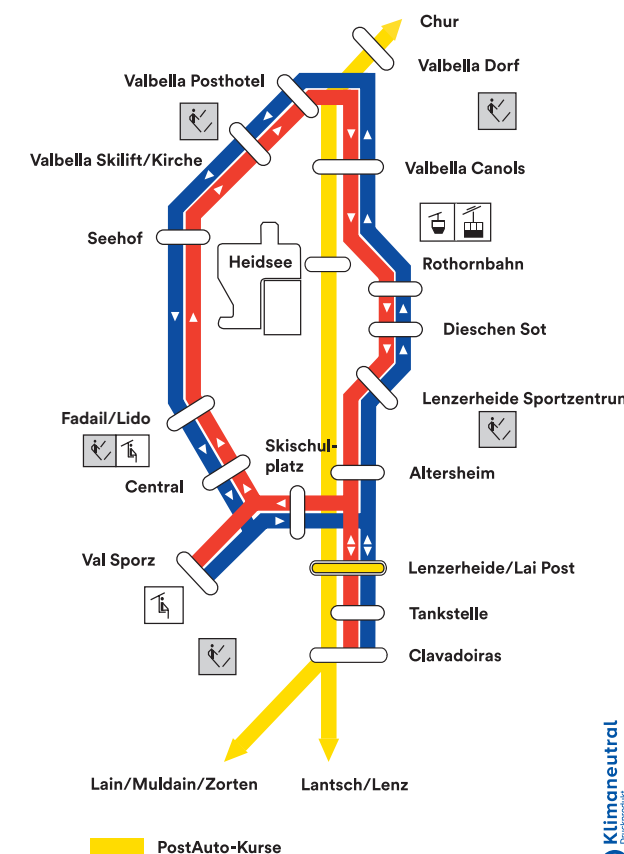 Chur
Valbella Dorf
Valbella Posthotel
Valbella Skilift/Kirche
Valbella Canols
Seehof
Heidsee
Rothornbahn
Dieschen Sot
Lenzerheide Sportzentrum
Fadail/Lido
Skischul-
platz
Central
Altersheim
Val Sporz
Lenzerheide/Lai Post
Tankstelle
Clavadoiras
Lain/Muldain/Zorten
Lantsch/Lenz
PostAuto-Kurse
Klimaneutral
Druckprodukt